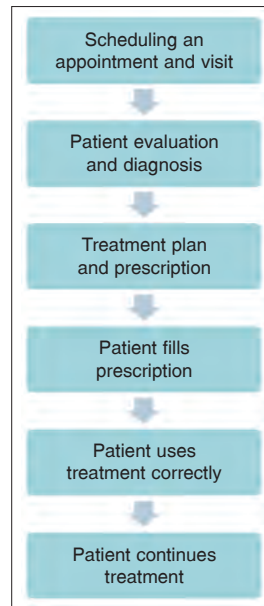 Scheduling an
appointment and visit
Patient evaluation
and diagnosis
Treatment plan
and prescription
Patient fills
prescription
Patient uses
treatment correctly
Patient continues
treatment